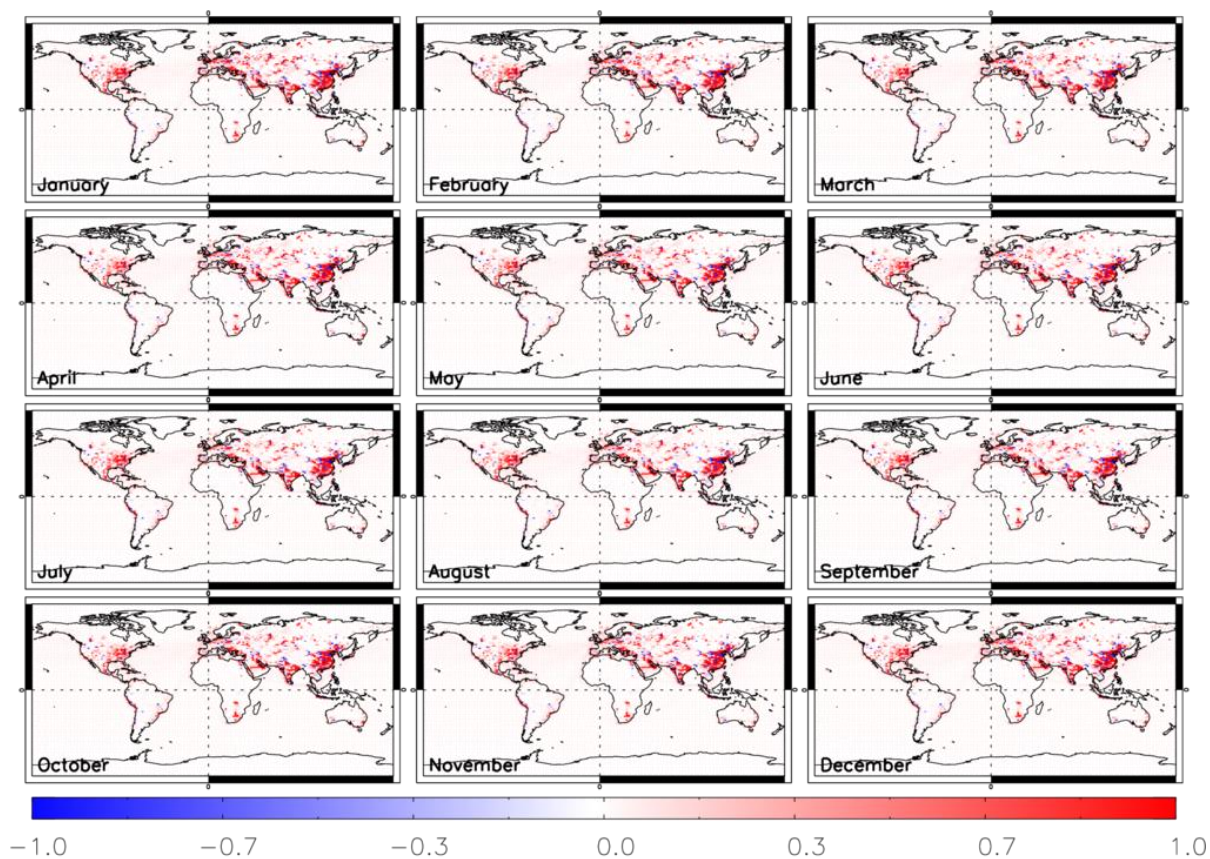 January
February
March
April
May
June
July
August
September
October
November
December
-1.0 -0.7 -0.3 0.0 0.3 0.7 1.0